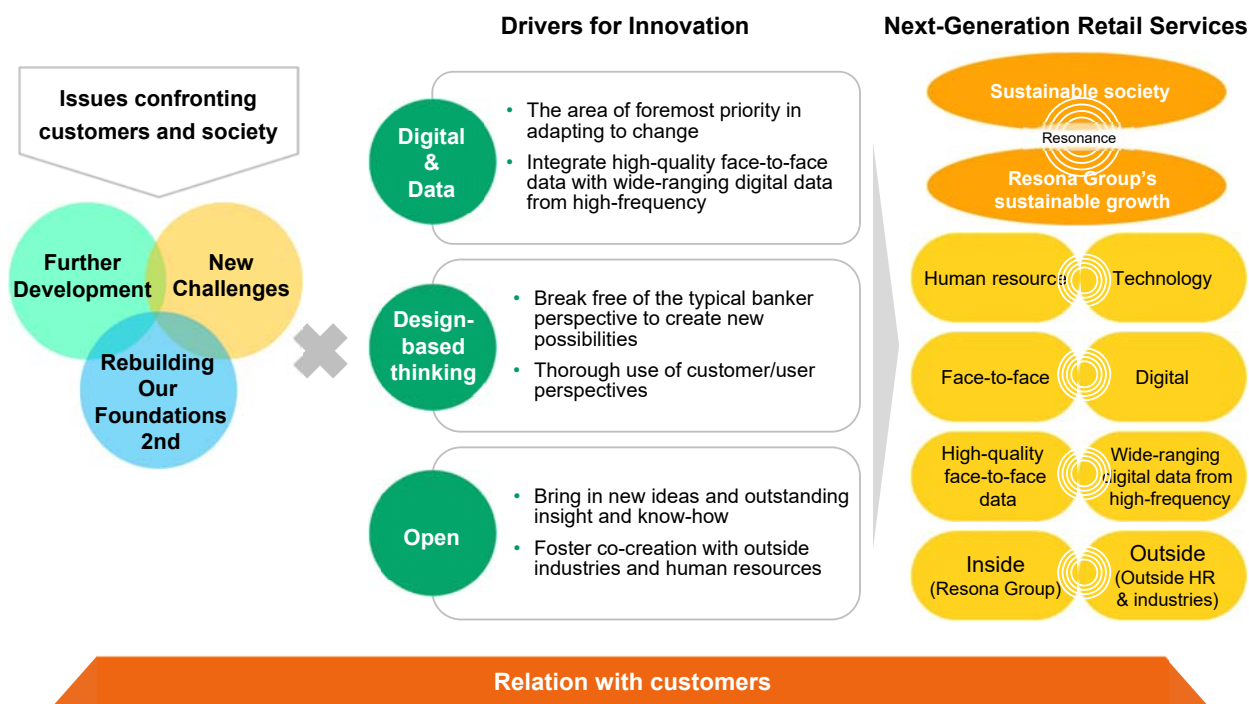 Drivers for Innovation
Next-Generation Retail Services
Issues confronting
customers and society
Further
Development
New
Challenges
Rebuilding
Our
Foundations
2nd
Digital
&
Data
• The area of foremost priority in
adapting to change
• Integrate high-quality face-to-face
data with wide-ranging digital data
from high-frequency
Design-
based
thinking
• Break free of the typical banker
perspective to create new
possibilities
• Thorough use of customer/user
perspectives
Open
• Bring in new ideas and outstanding
insight and know-how
• Foster co-creation with outside
industries and human resources
Sustainable society
Resonance
Resona Group's
sustainable growth
Human resource
Technology
Face-to-face
Digital
High-quality
face-to-face
data
Wide-ranging
digital data from
high-frequency
Inside
(Resona Group)
Outside
(Outside HR
& industries)
Relation with customers